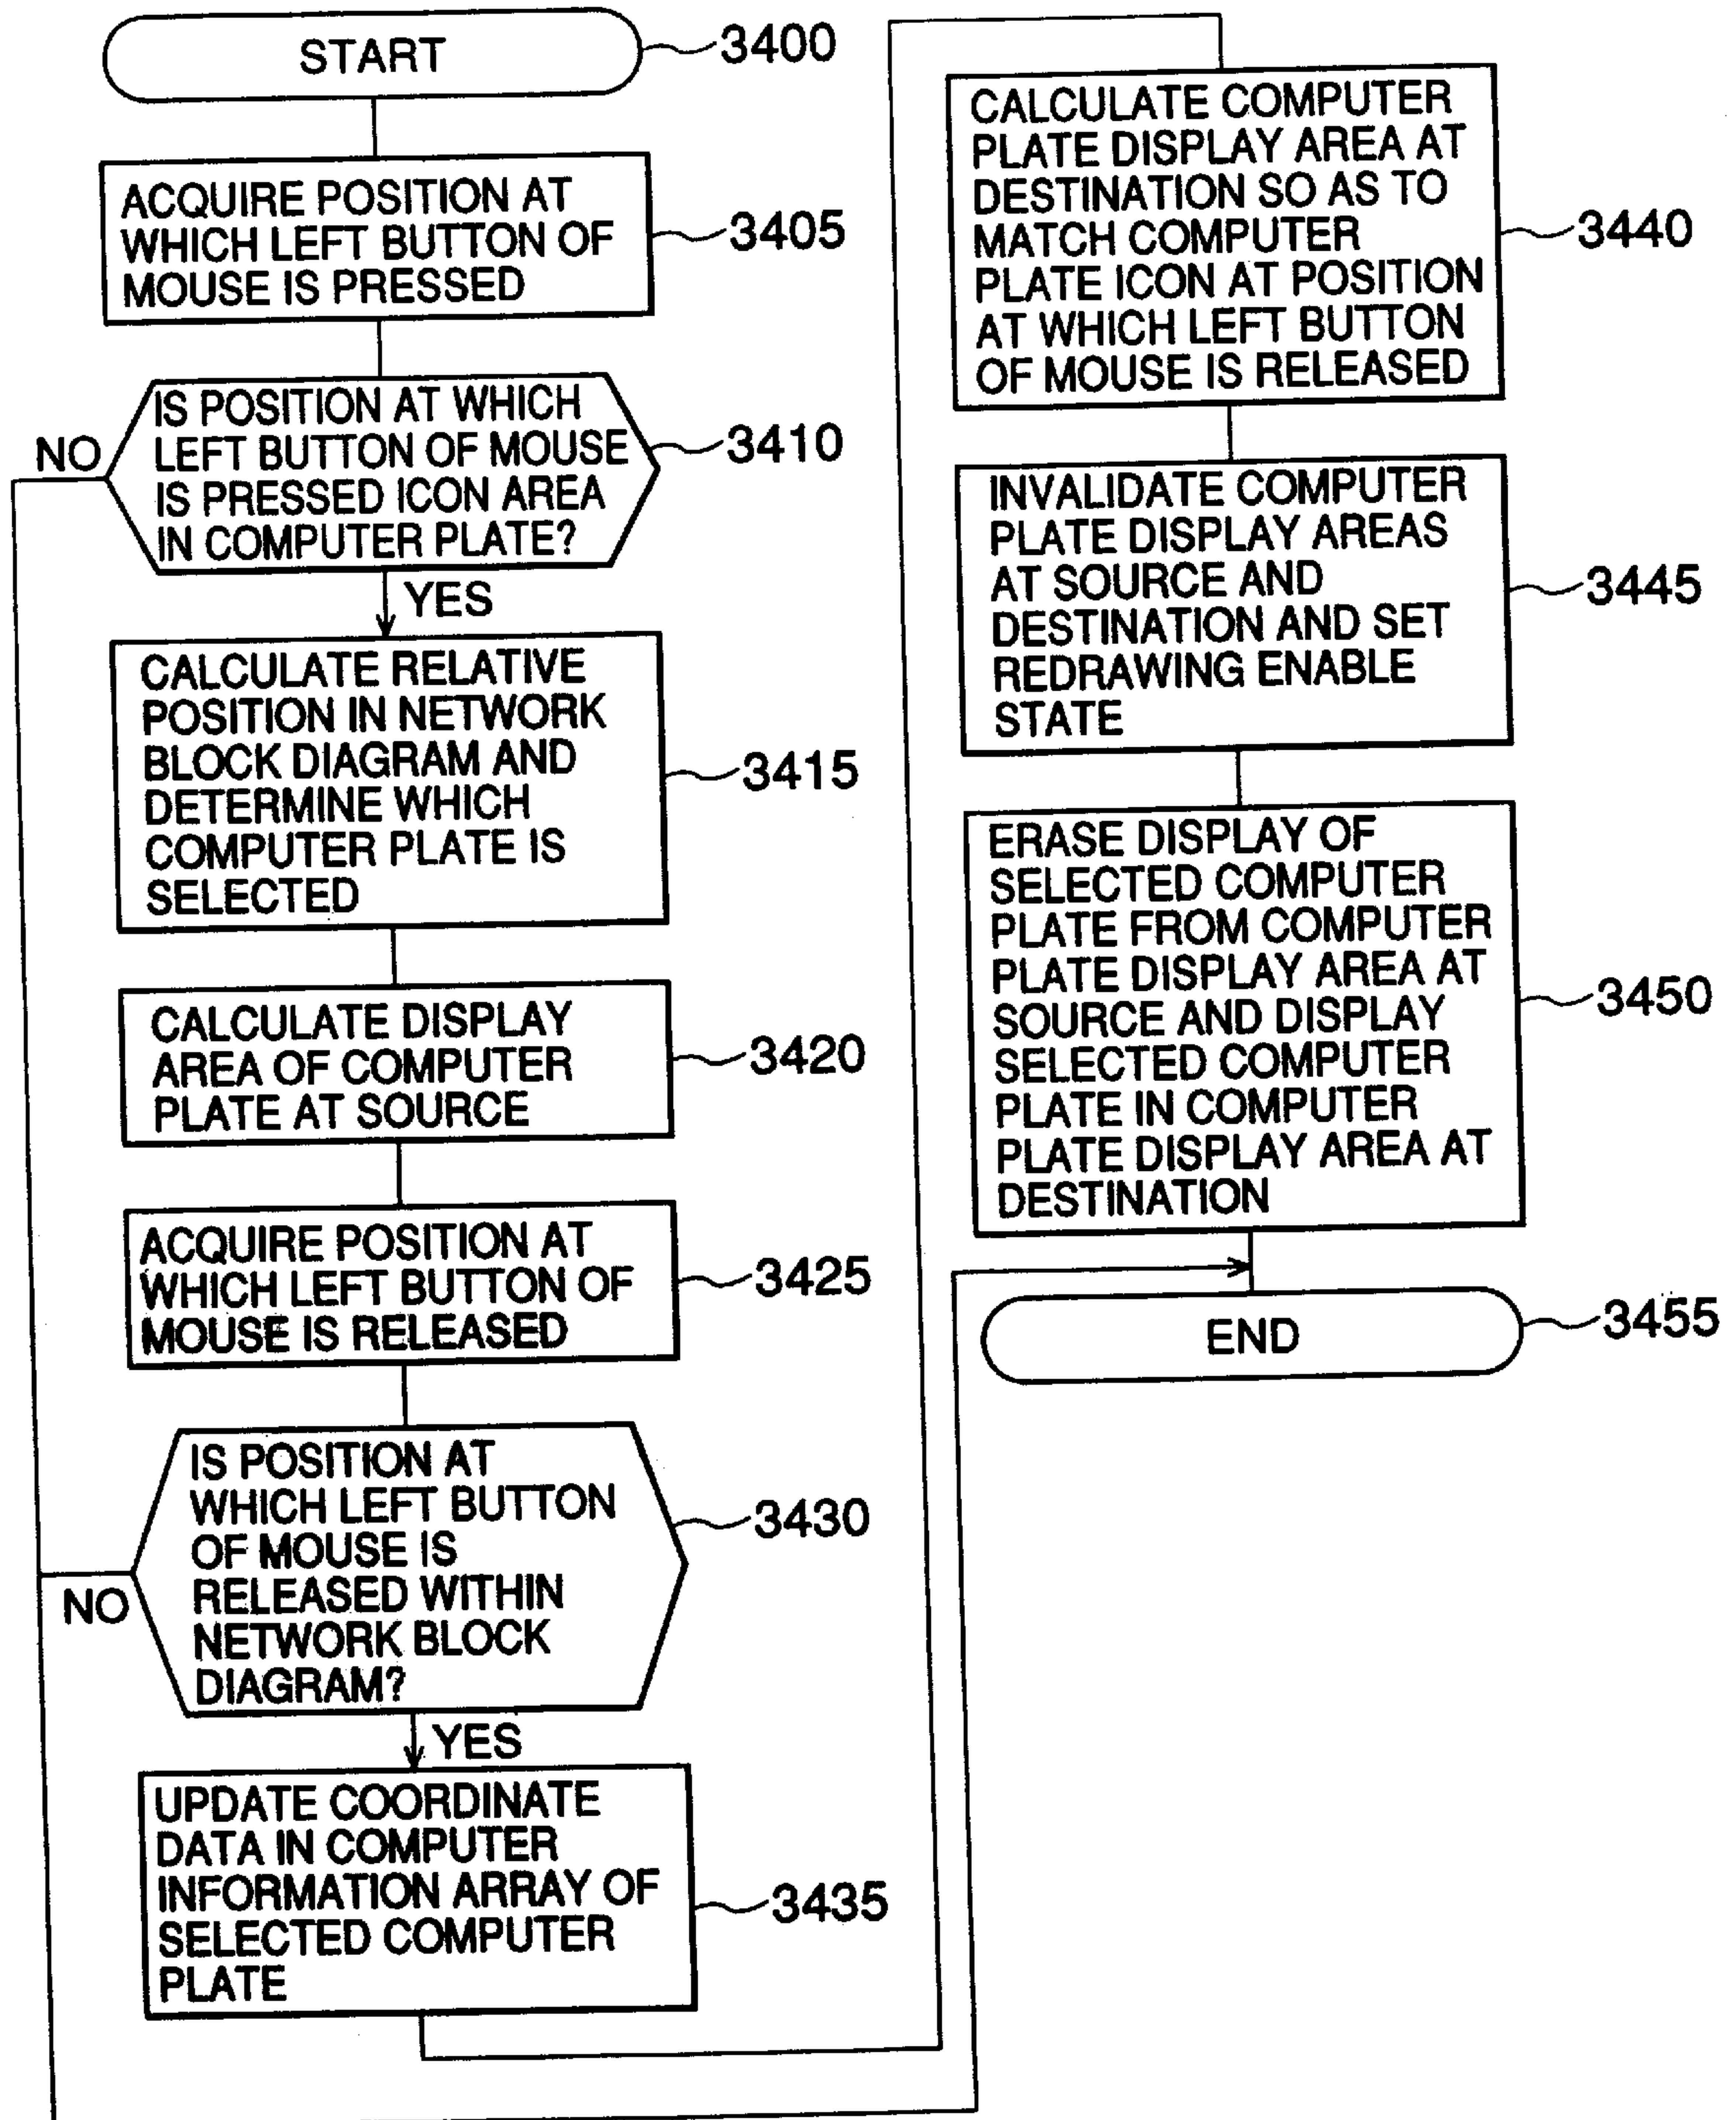 START
3400
ACQUIRE POSITION AT
WHICH LEFT BUTTON OF
MOUSE IS PRESSED
3405
IS POSITION AT WHICH
LEFT BUTTON OF MOUSE
IS PRESSED ICON AREA
IN COMPUTER PLATE?
3410
NO
YES
CALCULATE RELATIVE
POSITION IN NETWORK
BLOCK DIAGRAM AND
DETERMINE WHICH
COMPUTER PLATE IS
SELECTED
3415
CALCULATE DISPLAY
AREA OF COMPUTER
PLATE AT SOURCE
3420
ACQUIRE POSITION AT
WHICH LEFT BUTTON OF
MOUSE IS RELEASED
3425
IS POSITION AT
WHICH LEFT BUTTON
OF MOUSE IS
RELEASED WITHIN
NETWORK BLOCK
DIAGRAM?
3430
NO
YES
UPDATE COORDINATE
DATA IN COMPUTER
INFORMATION ARRAY OF
SELECTED COMPUTER
PLATE
3435
CALCULATE COMPUTER
PLATE DISPLAY AREA AT
DESTINATION SO AS TO
MATCH COMPUTER
PLATE ICON AT POSITION
AT WHICH LEFT BUTTON
OF MOUSE IS RELEASED
3440
INVALIDATE COMPUTER
PLATE DISPLAY AREAS
AT SOURCE AND
DESTINATION AND SET
REDRAWING ENABLE
STATE
3445
ERASE DISPLAY OF
SELECTED COMPUTER
PLATE FROM COMPUTER
PLATE DISPLAY AREA AT
SOURCE AND DISPLAY
SELECTED COMPUTER
PLATE IN COMPUTER
PLATE DISPLAY AREA AT
DESTINATION
3450
END
3455